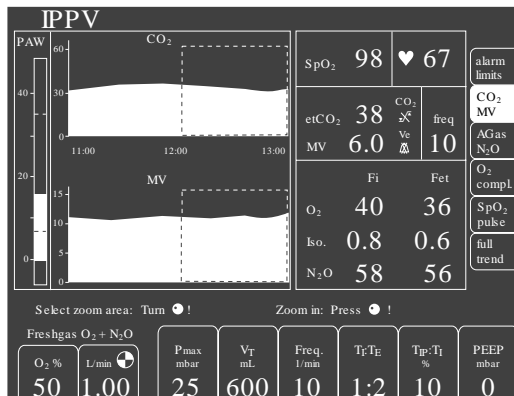 IPPV
PAW
40
20
0
CO₂
60
30
0
11:00 12:00 13:00
MV
15
10
5
0
SpO₂ 98 ♥ 67
etCO₂ 38 CO₂ freq
MV 6.0 Ve 10
Fi Fet
O₂ 40 36
Iso. 0.8 0.6
N₂O 58 56
alarm
limits
CO₂
MV
AGas
N₂O
O₂
compl.
SpO₂
pulse
full
trend
Select zoom area: Turn ! Zoom in: Press !
Freshgas O₂ + N₂O
O₂ % L/min
50 1.00
Pmax VT Freq. TI:TE TIP:TI PEEP
mbar mL 1/min % mbar
25 600 10 1:2 10 0